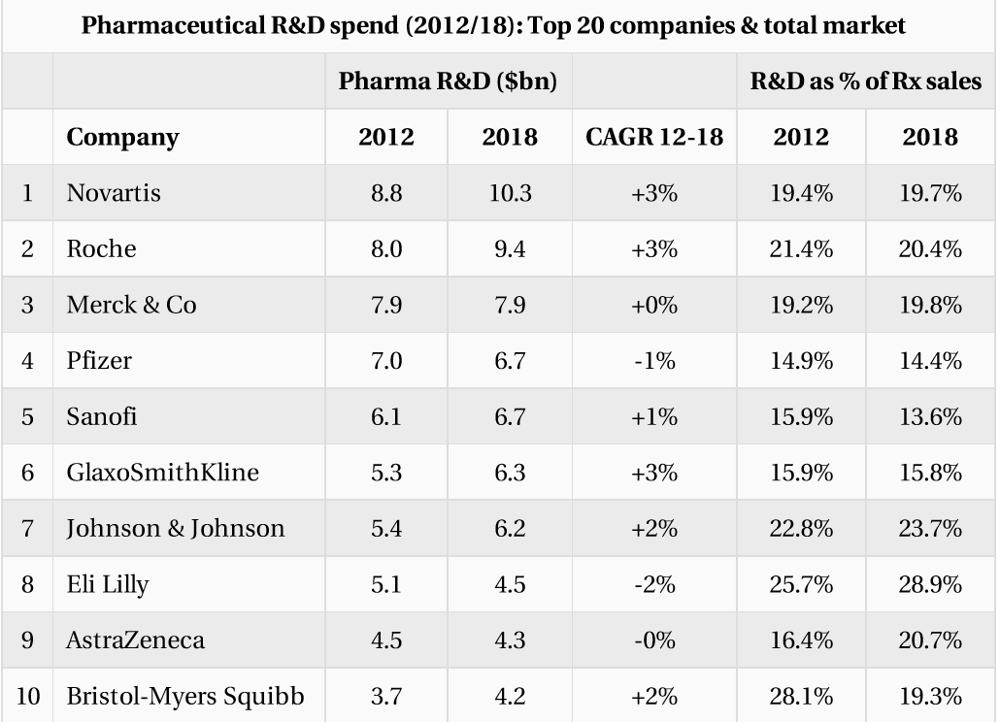 Pharmaceutical R&D spend (2012/18): Top 20 companies & total market
Pharma R&D ($bn) R&D as % of Rx sales
Company 2012 2018 CAGR 12-18 2012 2018
1 Novartis 8.8 10.3 +3% 19.4% 19.7%
2 Roche 8.0 9.4 +3% 21.4% 20.4%
3 Merck & Co 7.9 7.9 +0% 19.2% 19.8%
4 Pfizer 7.0 6.7 -1% 14.9% 14.4%
5 Sanofi 6.1 6.7 +1% 15.9% 13.6%
6 GlaxoSmithKline 5.3 6.3 +3% 15.9% 15.8%
7 Johnson & Johnson 5.4 6.2 +2% 22.8% 23.7%
8 Eli Lilly 5.1 4.5 -2% 25.7% 28.9%
9 AstraZeneca 4.5 4.3 -0% 16.4% 20.7%
10 Bristol-Myers Squibb 3.7 4.2 +2% 28.1% 19.3%